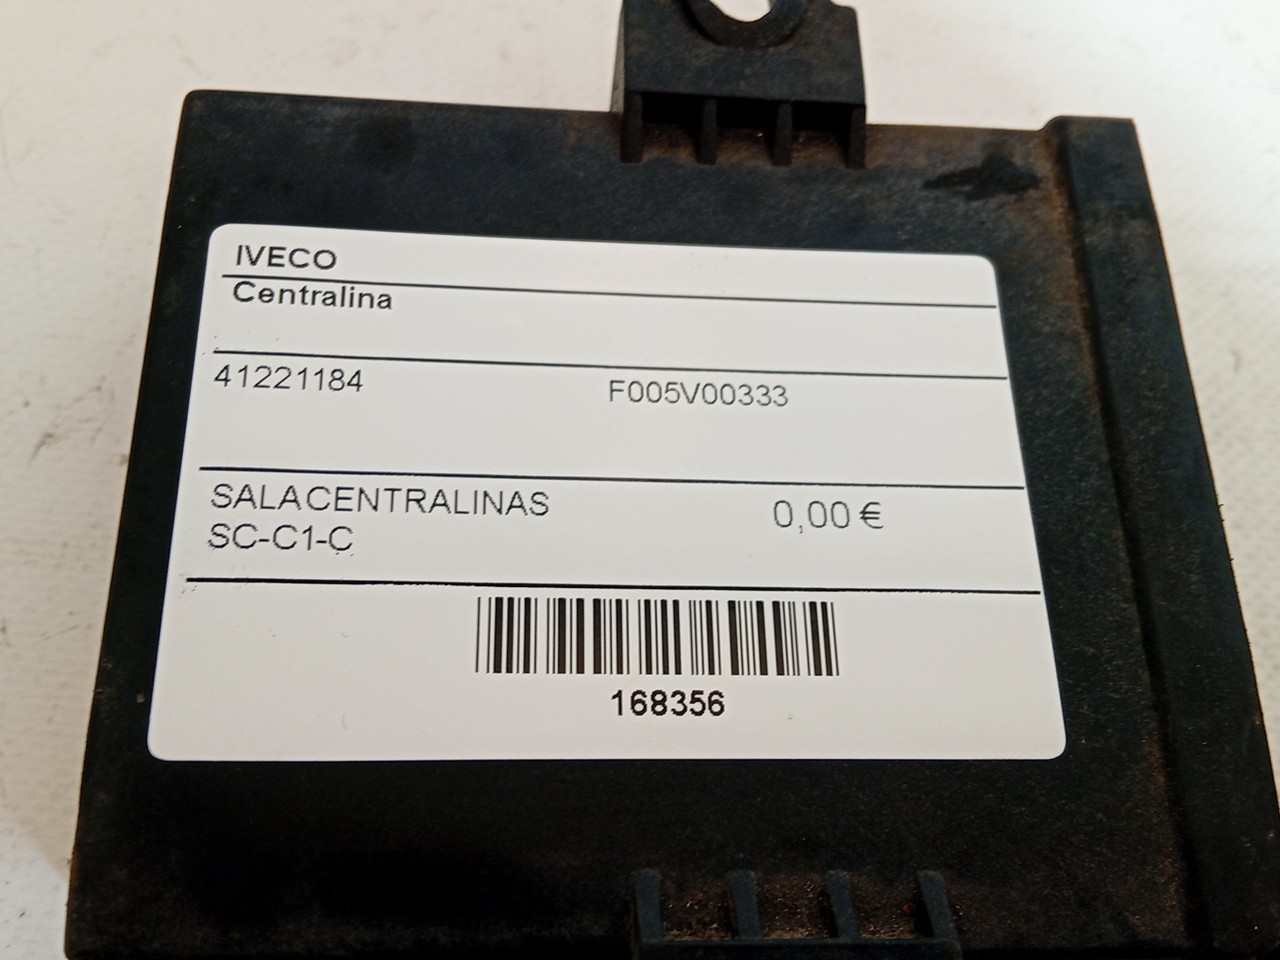 IVECO
Centralina
41221184 F005V00333
SALACENTRALINAS 0,00 €
SC-C1-C
168356